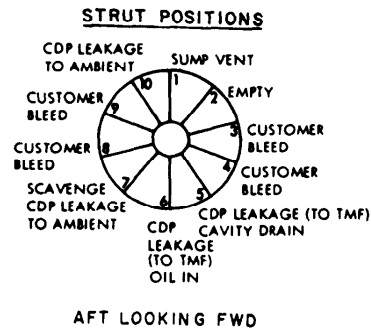 STRUT POSITIONS
CDP LEAKAGE
TO AMBIENT
10
1
SUMP VENT
2
EMPTY
CUSTOMER
BLEED
9
3
CUSTOMER
BLEED
CUSTOMER
BLEED
8
4
CUSTOMER
BLEED
SCAVENGE
CDP LEAKAGE
TO AMBIENT
7
6
5
CDP LEAKAGE (TO TMF)
CAVITY DRAIN
CDP
LEAKAGE
(TO TMF)
OIL IN
AFT LOOKING FWD